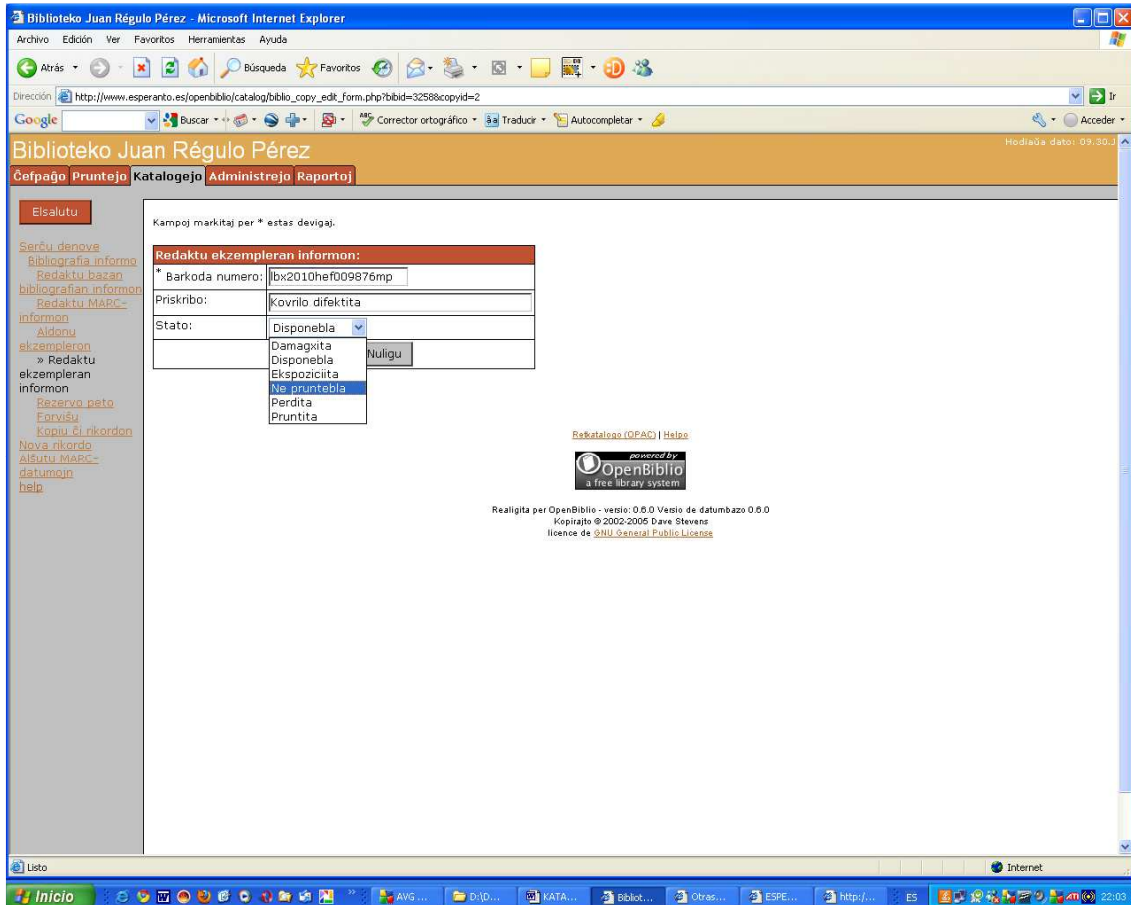 Biblioteko Juan Régulo Pérez - Microsoft Internet Explorer
Archivo Edición Ver Favoritos Herramientas Ayuda
Atrás Búsqueda Favoritos
Dirección http://www.esperanto.es/openbiblio/catalog/biblio_copy_edit_form.php?bibid=3258&copyid=2 Ir
Google Buscar Corrector ortográfico Traducir Autocompletar Acceder
Biblioteko Juan Régulo Pérez
Hodiaŭa dato: 09.30.J
Ĉefpaĝo Pruntejo Katalogejo Administrejo Raportoj
Elsalutu
Serĉu denove
Bibliografia informo
Redaktu bazan
bibliografian informon
Redaktu MARC-
informon
Aldonu
ekzempleron
» Redaktu
ekzempleran
informon
Rezervo peto
Forviŝu
Kopiu ĉi rikordon
Nova rikordo
Alŝutu MARC-
datumojn
help
Kampoj markitaj per * estas devigaj.
Redaktu ekzempleran informon:
* Barkoda numero: lbx2010hef009876mp
Priskribo: Kovrilo difektita
Stato: Disponebla
Damagxita
Disponebla
Ekspoziciita
Ne pruntebla
Perdita
Pruntita
Nuligu
Retkatalogo (OPAC) | Helpo
powered by
OpenBiblio
a free library system
Realigita per OpenBiblio - versio: 0.6.0 Versio de datumbazo 0.6.0
Kopirajto © 2002-2005 Dave Stevens
licence de GNU General Public License
Listo Internet
Inicio AVG ... D:\D... KATA... Bibliot... Otras... ESPE... http:/... ES 22:03